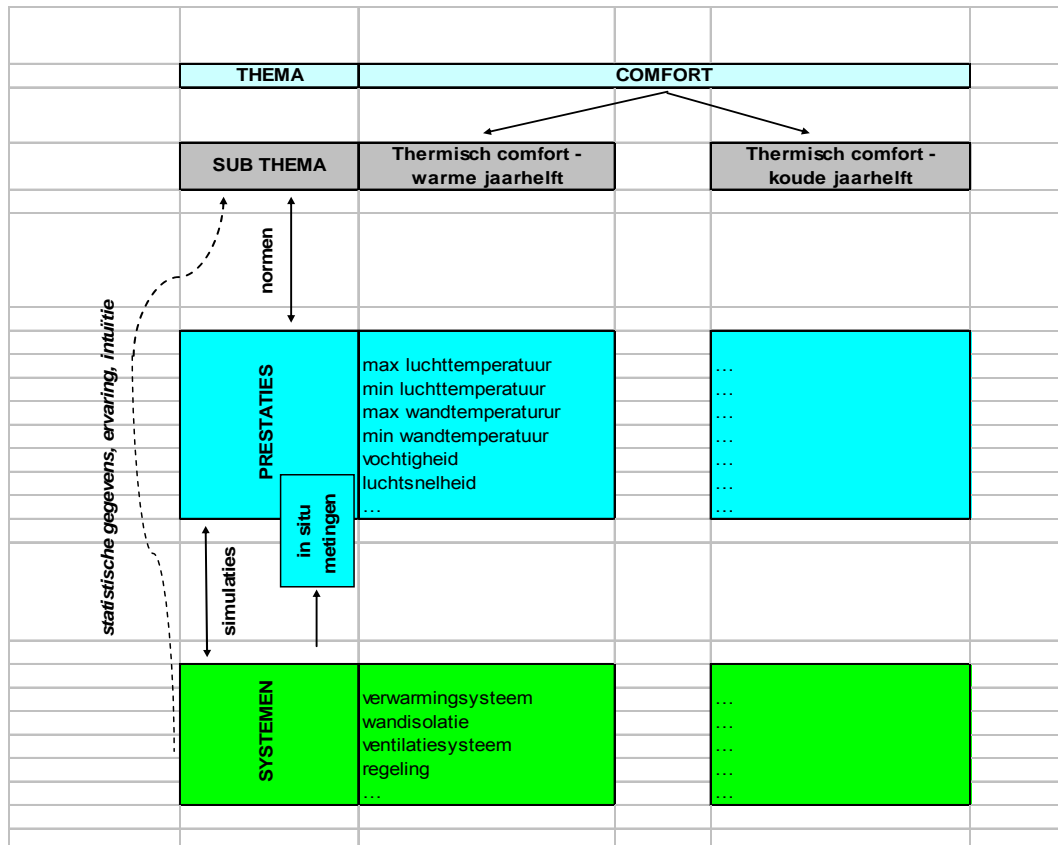 THEMA
COMFORT
SUB THEMA
Thermisch comfort -
warme jaarhelft
Thermisch comfort -
koude jaarhelft
normen
statistische gegevens, ervaring, intuïtie
PRESTATIES
max luchttemperatuur
min luchttemperatuur
max wandtemperaturur
min wandtemperatuur
vochtigheid
luchtsnelheid
...
...
...
...
...
...
...
...
in situ
metingen
simulaties
SYSTEMEN
verwarmingsysteem
wandisolatie
ventilatiesysteem
regeling
...
...
...
...
...
...